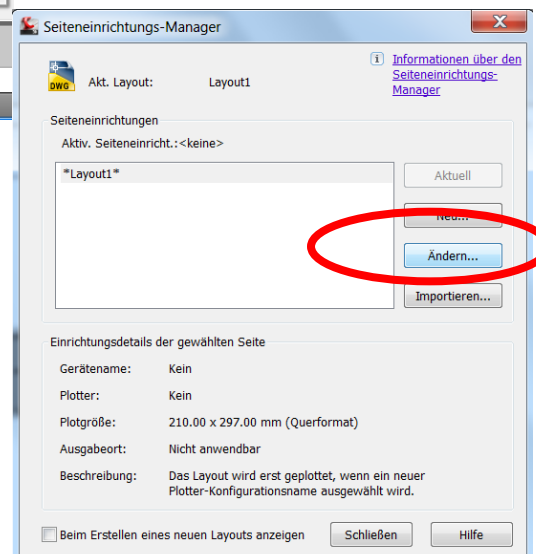 Seiteneinrichtungs-Manager
DWG
Akt. Layout: Layout1
i Informationen über den
Seiteneinrichtungs-
Manager
Seiteneinrichtungen
Aktiv. Seiteneinricht.:<keine>
*Layout1*
Aktuell
Neu...
Ändern...
Importieren...
Einrichtungsdetails der gewählten Seite
Gerätename: Kein
Plotter: Kein
Plotgröße: 210.00 x 297.00 mm (Querformat)
Ausgabeort: Nicht anwendbar
Beschreibung: Das Layout wird erst geplottet, wenn ein neuer
Plotter-Konfigurationsname ausgewählt wird.
Beim Erstellen eines neuen Layouts anzeigen
Schließen
Hilfe